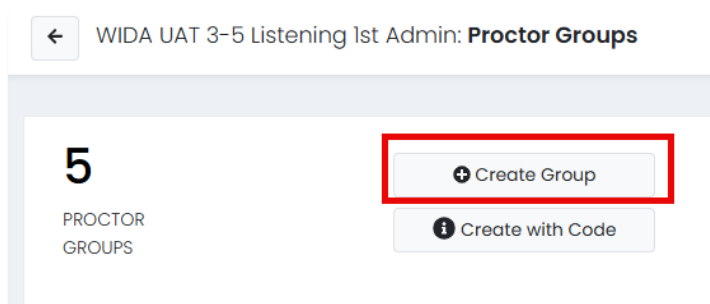 WIDA UAT 3-5 Listening 1st Admin: Proctor Groups
5
PROCTOR
GROUPS
Create Group
Create with Code